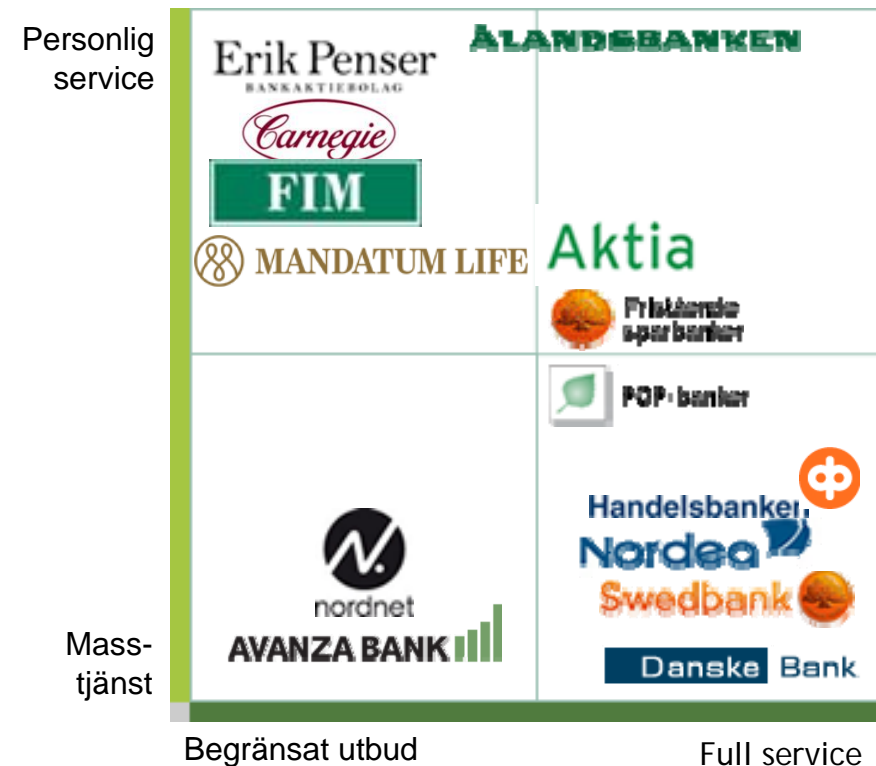 Personlig
service
Erik Penser
BANKAKTIEBOLAG
ÅLANDSBANKEN
Carnegie
FIM
MANDATUM LIFE
Aktia
Fristående
sparbanker
POP-banker
Handelsbanken
Nordea
Swedbank
nordnet
AVANZA BANK
Danske Bank
Mass-
tjänst
Begränsat utbud
Full service